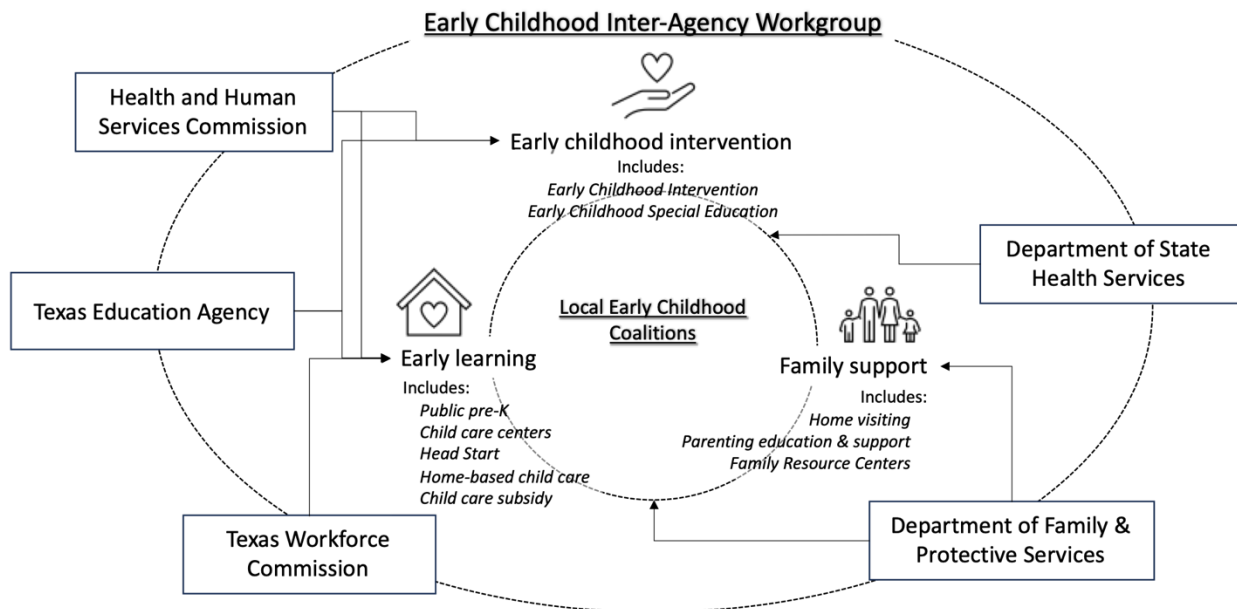 Early Childhood Inter-Agency Workgroup
Health and Human
Services Commission
Early childhood intervention
Includes:
Early Childhood Intervention
Early Childhood Special Education
Department of State
Health Services
Texas Education Agency
Local Early Childhood
Coalitions
Early learning
Includes:
Public pre-K
Child care centers
Head Start
Home-based child care
Child care subsidy
Family support
Includes:
Home visiting
Parenting education & support
Family Resource Centers
Texas Workforce
Commission
Department of Family &
Protective Services